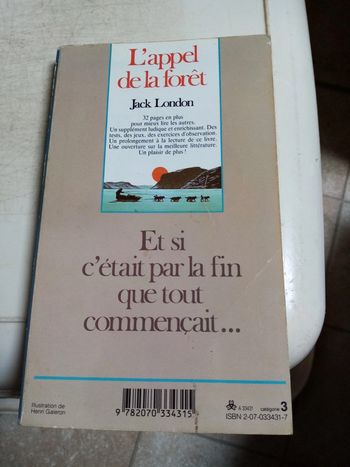 L'appel
de la forêt
Jack London
32 pages en plus
pour mieux lire les autres.
Un supplément ludique et enrichissant. Des
tests, des jeux, des exercices d'observation.
Un prolongement à la lecture de ce livre.
Une ouverture sur la meilleure littérature.
Un plaisir de plus !
Et si
c'était par la fin
que tout
commençait...
Illustration de
Henri Galeron
9 782070 334315
A 33431 catégorie 3
ISBN 2-07-033431-7